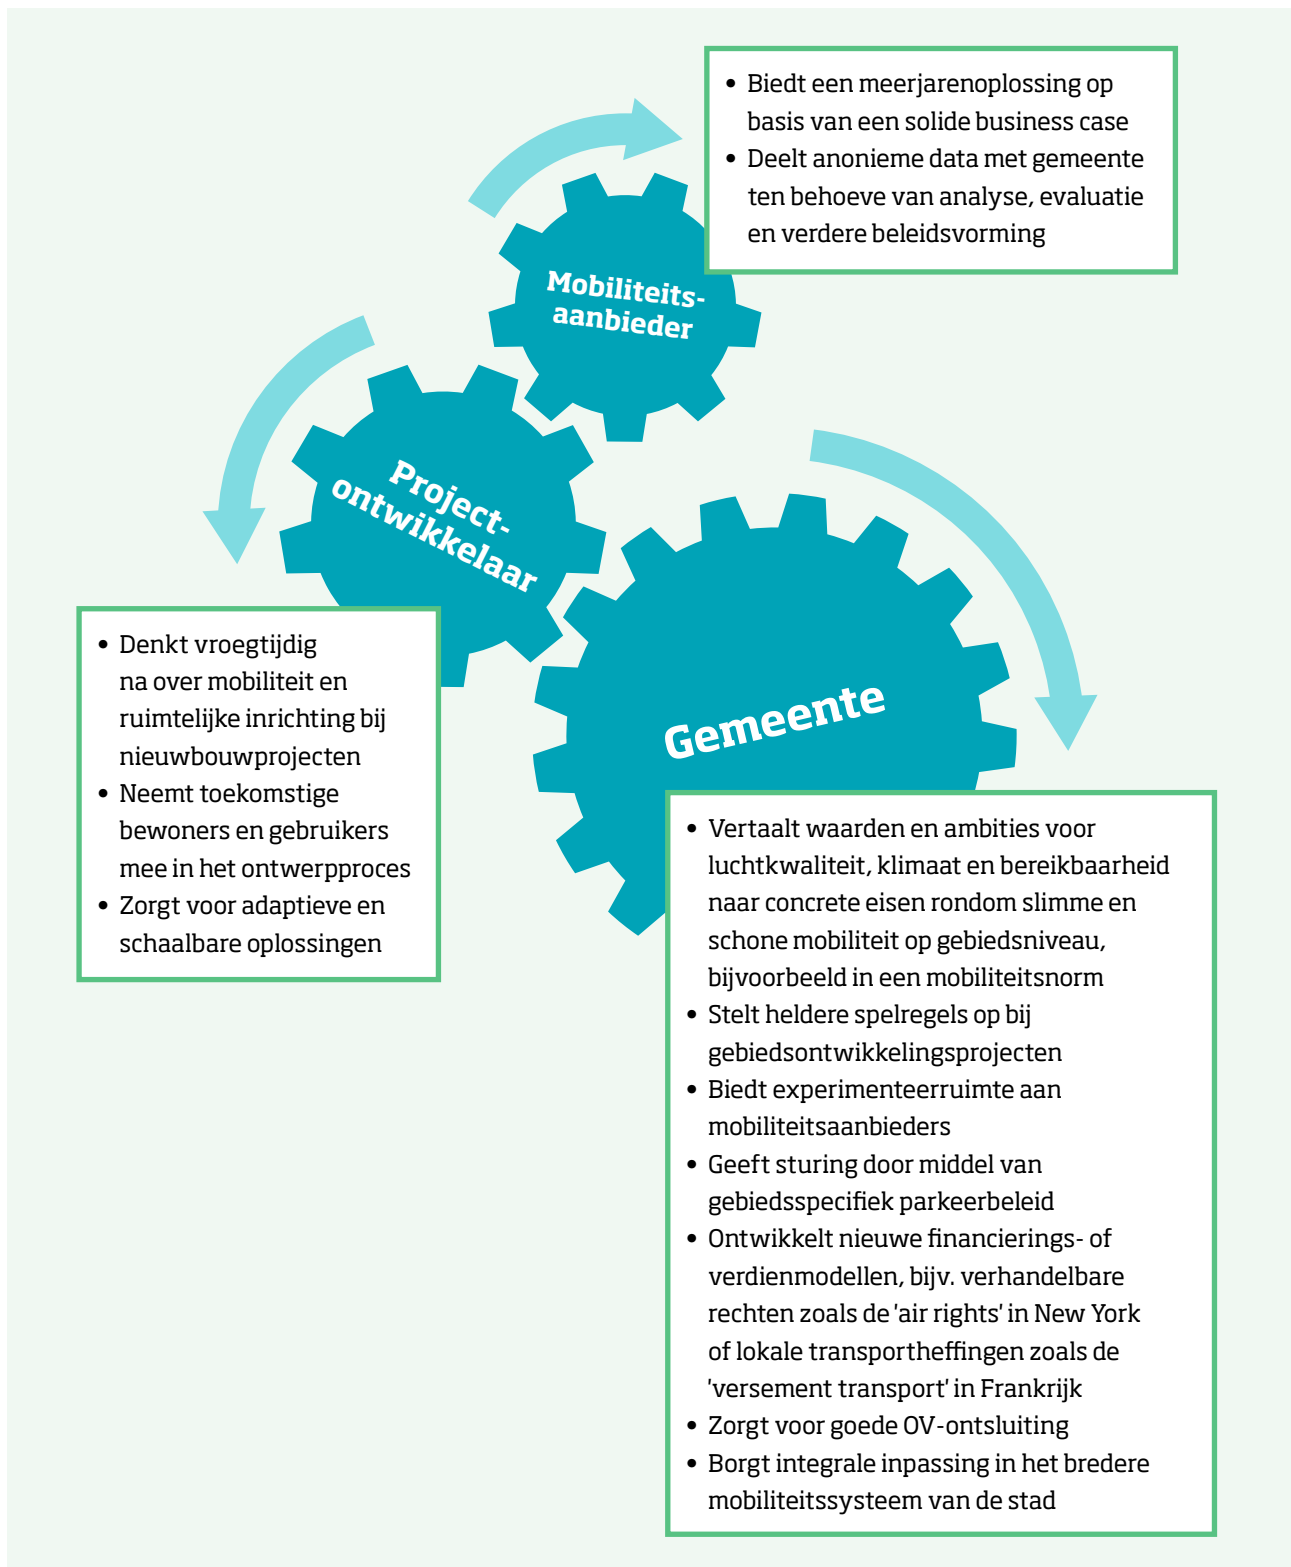 • Biedt een meerjarenoplossing op
basis van een solide business case
• Deelt anonieme data met gemeente
ten behoeve van analyse, evaluatie
en verdere beleidsvorming
Mobiliteits-
aanbieder
Project-
ontwikkelaar
• Denkt vroegtijdig
na over mobiliteit en
ruimtelijke inrichting bij
nieuwbouwprojecten
• Neemt toekomstige
bewoners en gebruikers
mee in het ontwerpproces
• Zorgt voor adaptieve en
schaalbare oplossingen
Gemeente
• Vertaalt waarden en ambities voor
luchtkwaliteit, klimaat en bereikbaarheid
naar concrete eisen rondom slimme en
schone mobiliteit op gebiedsniveau,
bijvoorbeeld in een mobiliteitsnorm
• Stelt heldere spelregels op bij
gebiedsontwikkelingsprojecten
• Biedt experimenteerruimte aan
mobiliteitsaanbieders
• Geeft sturing door middel van
gebiedsspecifiek parkeerbeleid
• Ontwikkelt nieuwe financierings- of
verdienmodellen, bijv. verhandelbare
rechten zoals de 'air rights' in New York
of lokale transportheffingen zoals de
'versement transport' in Frankrijk
• Zorgt voor goede OV-ontsluiting
• Borgt integrale inpassing in het bredere
mobiliteitssysteem van de stad